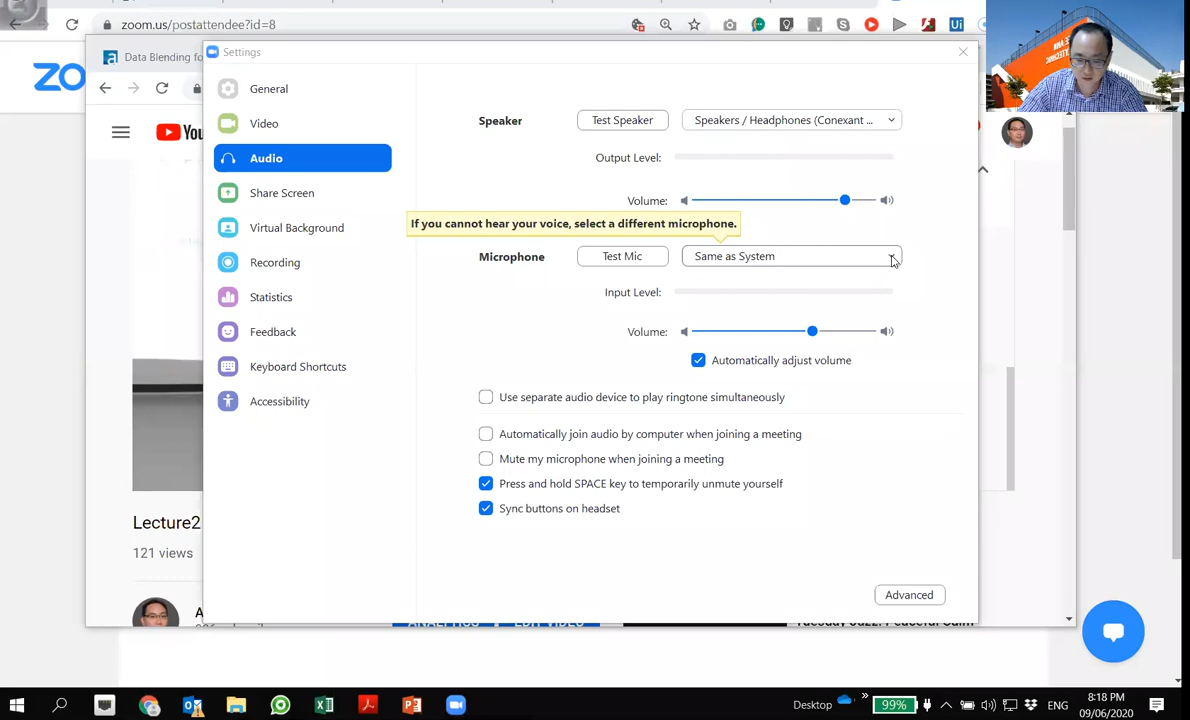 zoom.us/postattendee?id=8
Data Blending fo
Settings
ZO
You
General
Video
Audio
Share Screen
Virtual Background
Recording
Statistics
Feedback
Keyboard Shortcuts
Accessibility
Speaker
Test Speaker
Speakers / Headphones (Conexant ...
Output Level:
Volume:
If you cannot hear your voice, select a different microphone.
Microphone
Test Mic
Same as System
Input Level:
Volume:
Automatically adjust volume
Use separate audio device to play ringtone simultaneously
Automatically join audio by computer when joining a meeting
Mute my microphone when joining a meeting
Press and hold SPACE key to temporarily unmute yourself
Sync buttons on headset
Advanced
Lecture2
121 views
A
Desktop
99%
ENG
8:18 PM
09/06/2020